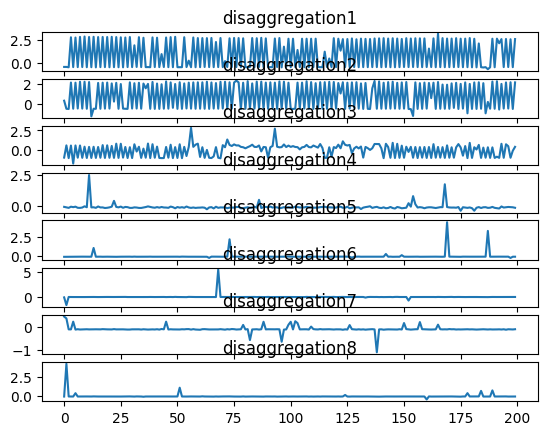 disaggregation1
2.5
0.0
disaggregation2
2
0
disaggregation3
2.5
0.0
disaggregation4
2.5
0.0
disaggregation5
2.5
0.0
disaggregation6
5
0
disaggregation7
0
−1
disaggregation8
2.5
0.0
0 25 50 75 100 125 150 175 200